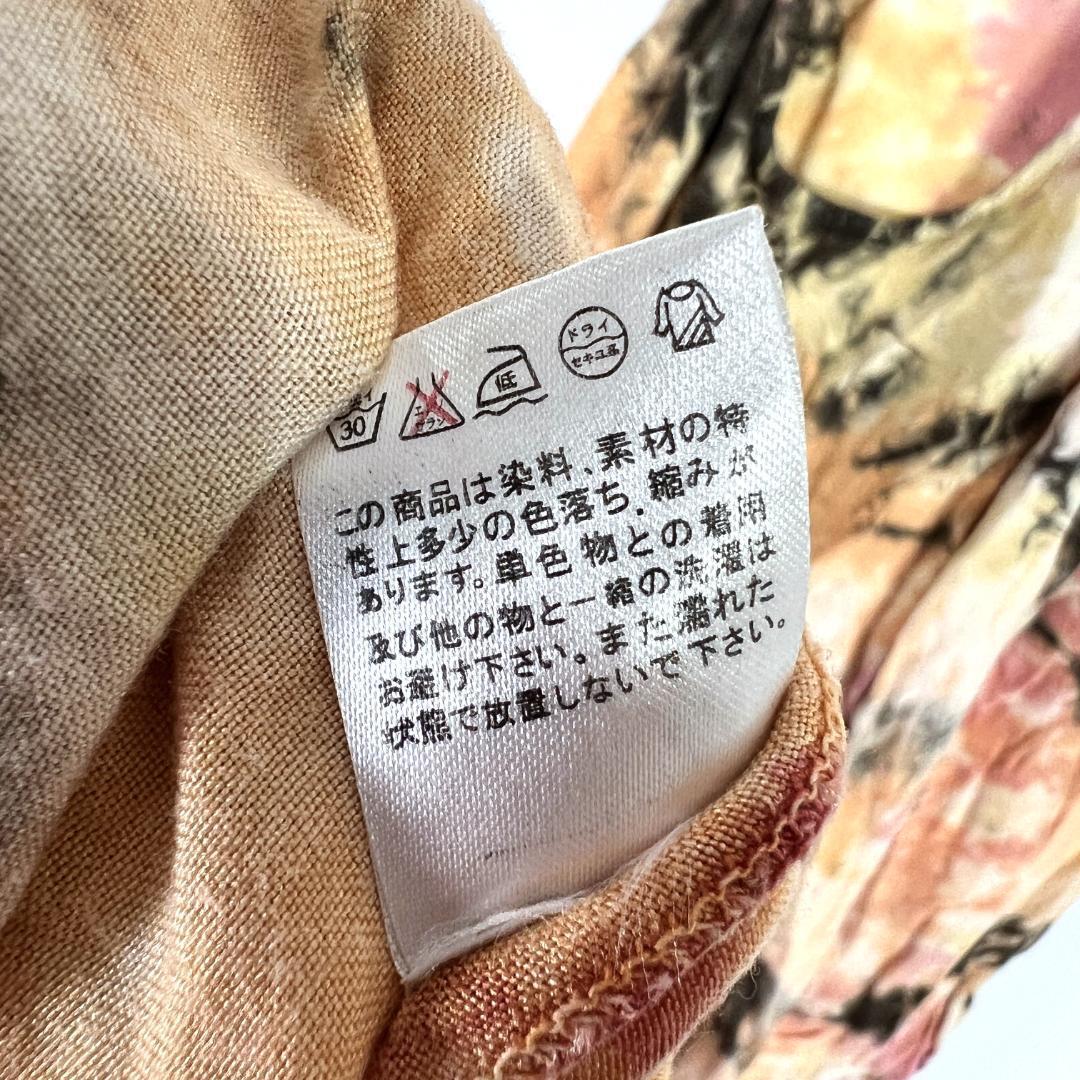 30
低
ドライ
セキユ系
この商品は染料、素材の特
性上多少の色落ち、縮みが
あります。単色物との着用
及び他の物と一緒の洗濯は
お避け下さい。また濡れた
状態で放置しないで下さい。